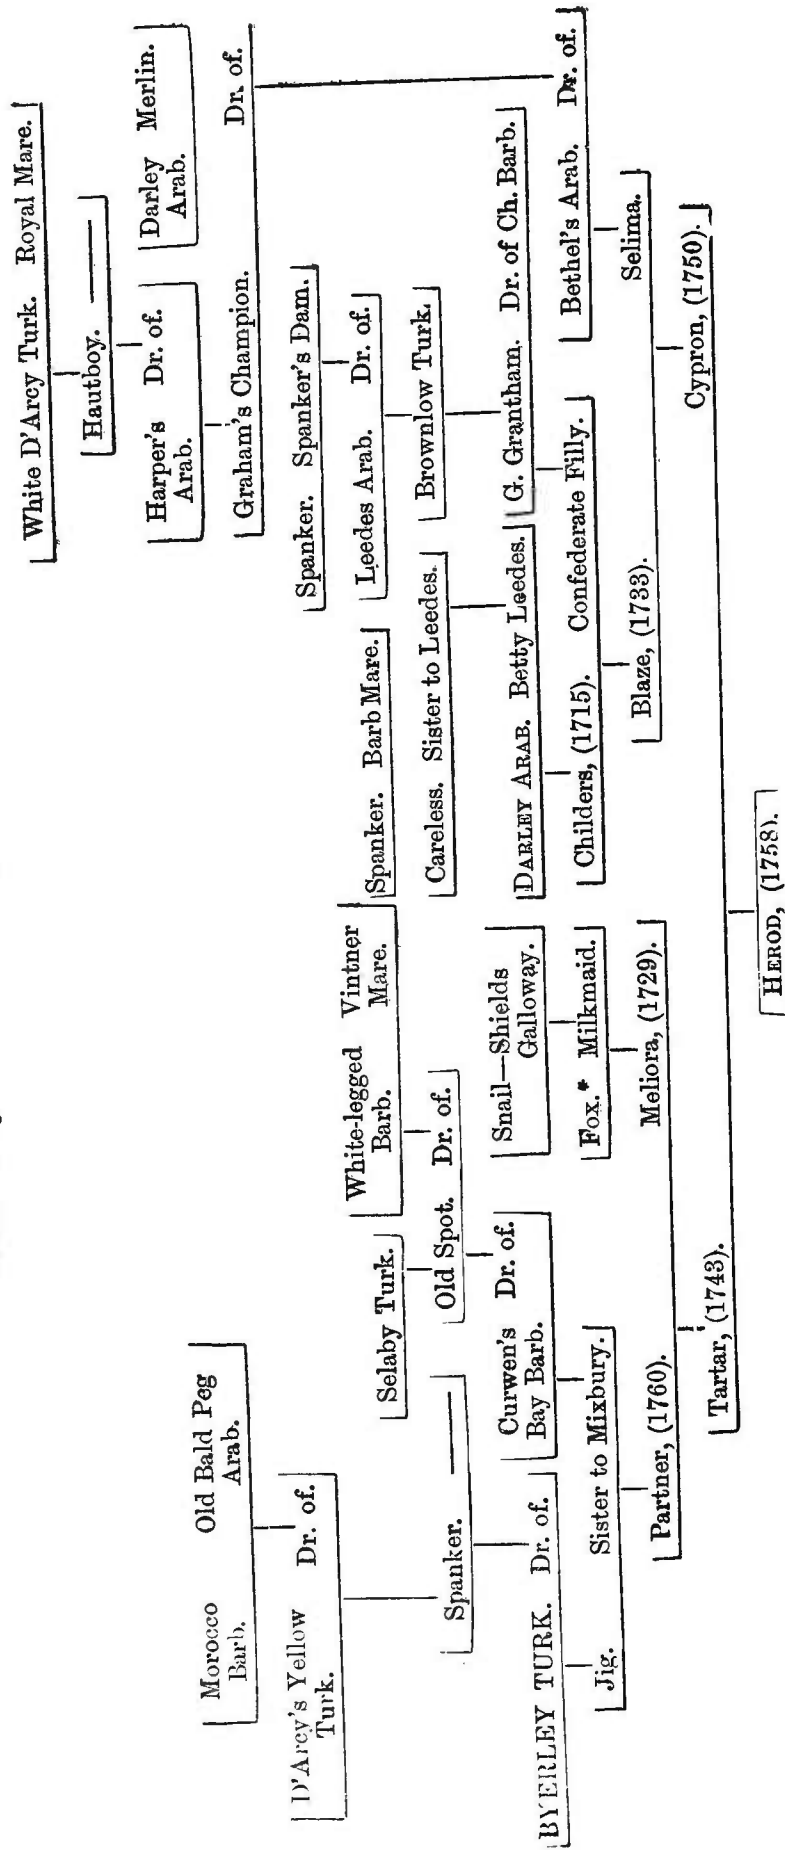 White D'Arcy Turk. Royal Mare.
Hautboy. ——
Harper's Arab. Dr. of.
Darley Arab. Merlin.
Graham's Champion. Dr. of.
Morocco Barb. Old Bald Peg Arab.
D'Arcy's Yellow Turk. Dr. of.
Spanker. Spanker's Dam.
Leedes Arab. Dr. of.
White-legged Barb. Vintner Mare.
Spanker. Barb Mare.
Selaby Turk.
Brownlow Turk.
Spanker. ——
Old Spot. Dr. of.
Careless. Sister to Leedes.
Curwen's Bay Barb. Dr. of.
Snail—Shields Galloway.
BYERLEY TURK. Dr. of.
DARLEY ARAB. Betty Leedes.
G. Grantham. Dr. of Ch. Barb.
Jig. Sister to Mixbury.
Fox.* Milkmaid.
Childers, (1715). Confederate Filly.
Bethel's Arab. Dr. of.
Partner, (1760). Meliora, (1729).
Blaze, (1733). Selima.
Tartar, (1743). Cypron, (1750).
HEROD, (1758).